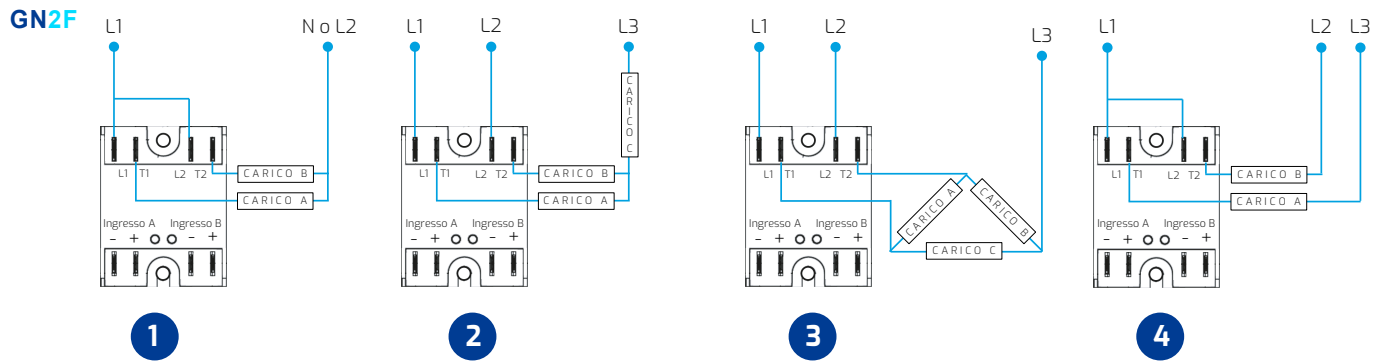 GN2F
L1
N o L2
L1 T1 L2 T2
CARICO B
CARICO A
Ingresso A Ingresso B
- + - +
1
L1
L2
L3
CARICO C
L1 T1 L2 T2
CARICO B
CARICO A
Ingresso A Ingresso B
- + - +
2
L1
L2
L3
L1 T1 L2 T2
CARICO A
CARICO B
CARICO C
Ingresso A Ingresso B
- + - +
3
L1
L2
L3
L1 T1 L2 T2
CARICO B
CARICO A
Ingresso A Ingresso B
- + - +
4